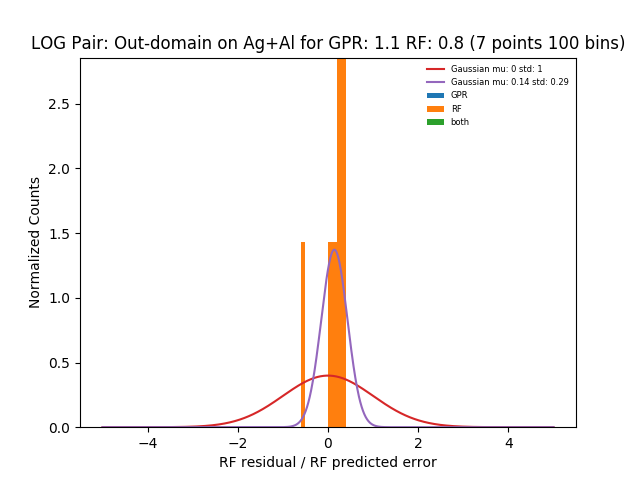 LOG Pair: Out-domain on Ag+Al for GPR: 1.1 RF: 0.8 (7 points 100 bins)
Gaussian mu: 0 std: 1
Gaussian mu: 0.14 std: 0.29
GPR
RF
both
Normalized Counts
2.5
2.0
1.5
1.0
0.5
0.0
−4 −2 0 2 4
RF residual / RF predicted error